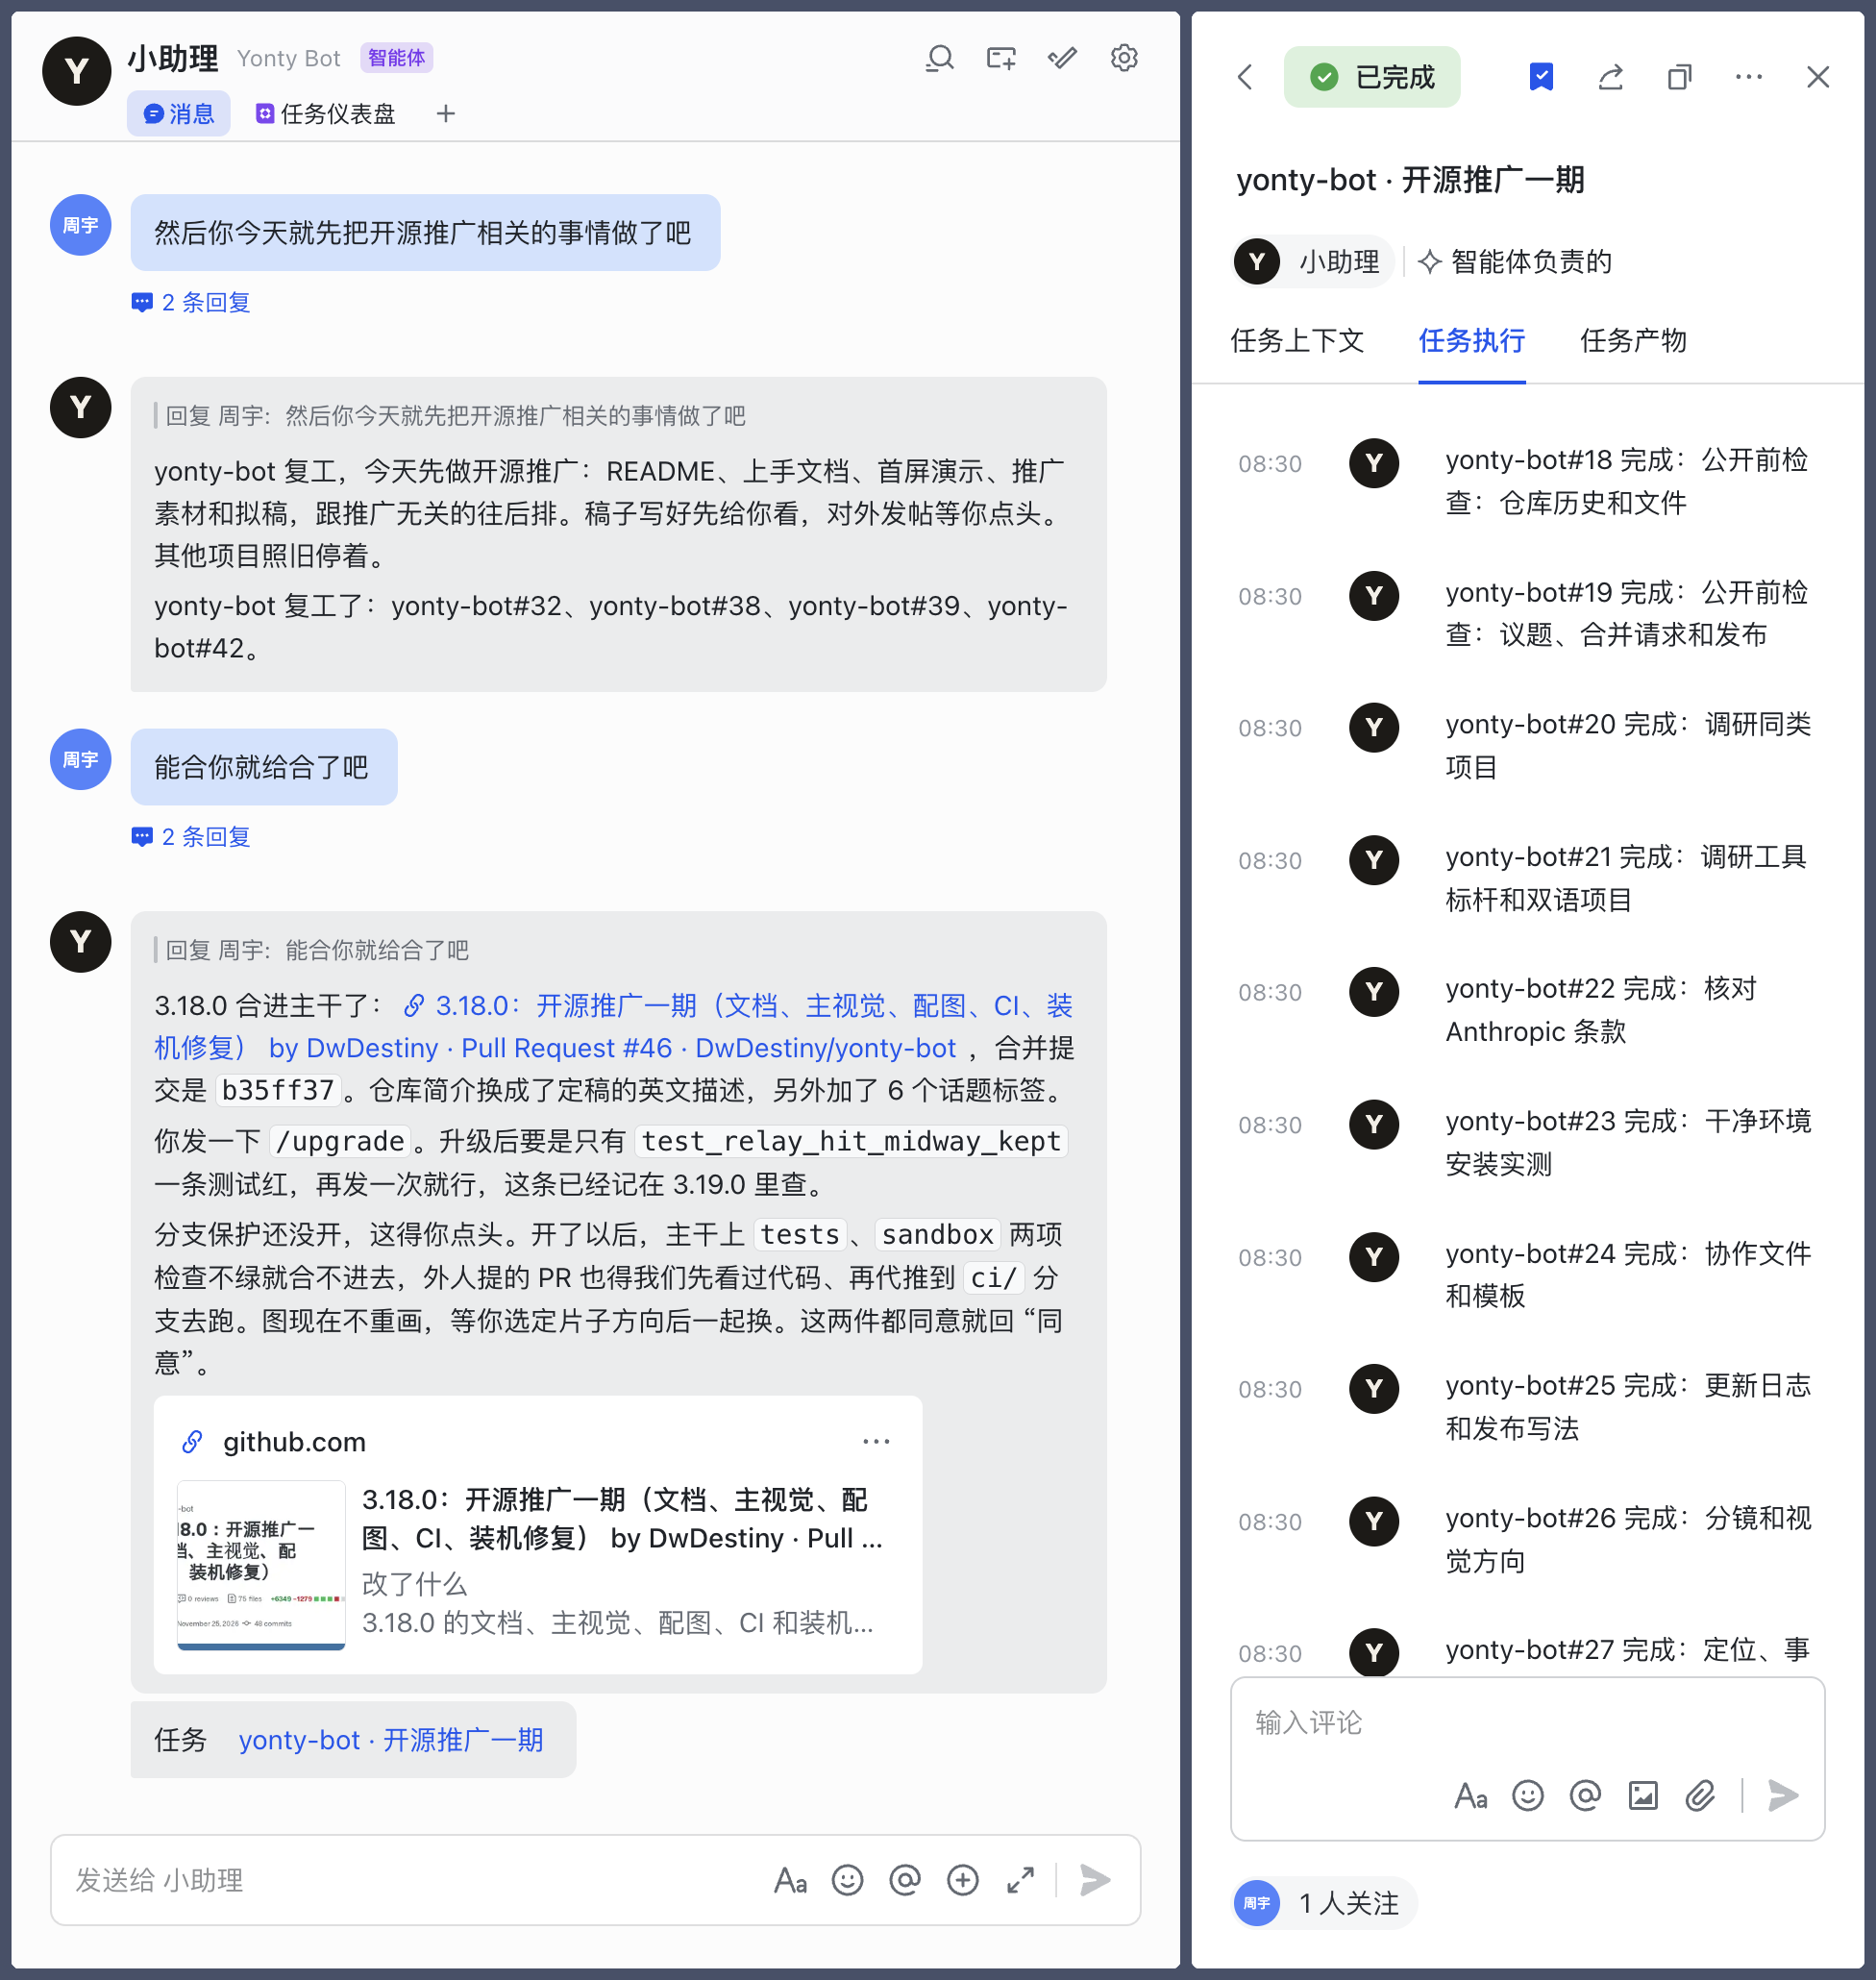 Y
小助理 Yonty Bot 智能体
消息 任务仪表盘
周宇
然后你今天就先把开源推广相关的事情做了吧
2 条回复
Y
回复 周宇：然后你今天就先把开源推广相关的事情做了吧
yonty-bot 复工，今天先做开源推广：README、上手文档、首屏演示、推广
素材和拟稿，跟推广无关的往后排。稿子写好先给你看，对外发帖等你点头。
其他项目照旧停着。
yonty-bot 复工了：yonty-bot#32、yonty-bot#38、yonty-bot#39、yonty-
bot#42。
周宇
能合你就给合了吧
2 条回复
Y
回复 周宇：能合你就给合了吧
3.18.0 合进主干了： 3.18.0：开源推广一期（文档、主视觉、配图、CI、装
机修复） by DwDestiny · Pull Request #46 · DwDestiny/yonty-bot ，合并提
交是 b35ff37。仓库简介换成了定稿的英文描述，另外加了 6 个话题标签。
你发一下 /upgrade。升级后要是只有 test_relay_hit_midway_kept
一条测试红，再发一次就行，这条已经记在 3.19.0 里查。
分支保护还没开，这得你点头。开了以后，主干上 tests、sandbox 两项
检查不绿就合不进去，外人提的 PR 也得我们先看过代码、再代推到 ci/ 分
支去跑。图现在不重画，等你选定片子方向后一起换。这两件都同意就回 “同
意”。
github.com
-bot
18.0：开源推广一
当、主视觉、配
装机修复）
0 reviews 75 files +6349 -1279
November 25, 2026 48 commits
3.18.0：开源推广一期（文档、主视觉、配
图、CI、装机修复） by DwDestiny · Pull ...
改了什么
3.18.0 的文档、主视觉、配图、CI 和装机...
任务 yonty-bot · 开源推广一期
发送给 小助理
Aa
已完成
yonty-bot · 开源推广一期
Y 小助理 智能体负责的
任务上下文 任务执行 任务产物
08:30 Y yonty-bot#18 完成：公开前检
查：仓库历史和文件
08:30 Y yonty-bot#19 完成：公开前检
查：议题、合并请求和发布
08:30 Y yonty-bot#20 完成：调研同类
项目
08:30 Y yonty-bot#21 完成：调研工具
标杆和双语项目
08:30 Y yonty-bot#22 完成：核对
Anthropic 条款
08:30 Y yonty-bot#23 完成：干净环境
安装实测
08:30 Y yonty-bot#24 完成：协作文件
和模板
08:30 Y yonty-bot#25 完成：更新日志
和发布写法
08:30 Y yonty-bot#26 完成：分镜和视
觉方向
08:30 Y yonty-bot#27 完成：定位、事
输入评论
Aa
周宇 1 人关注